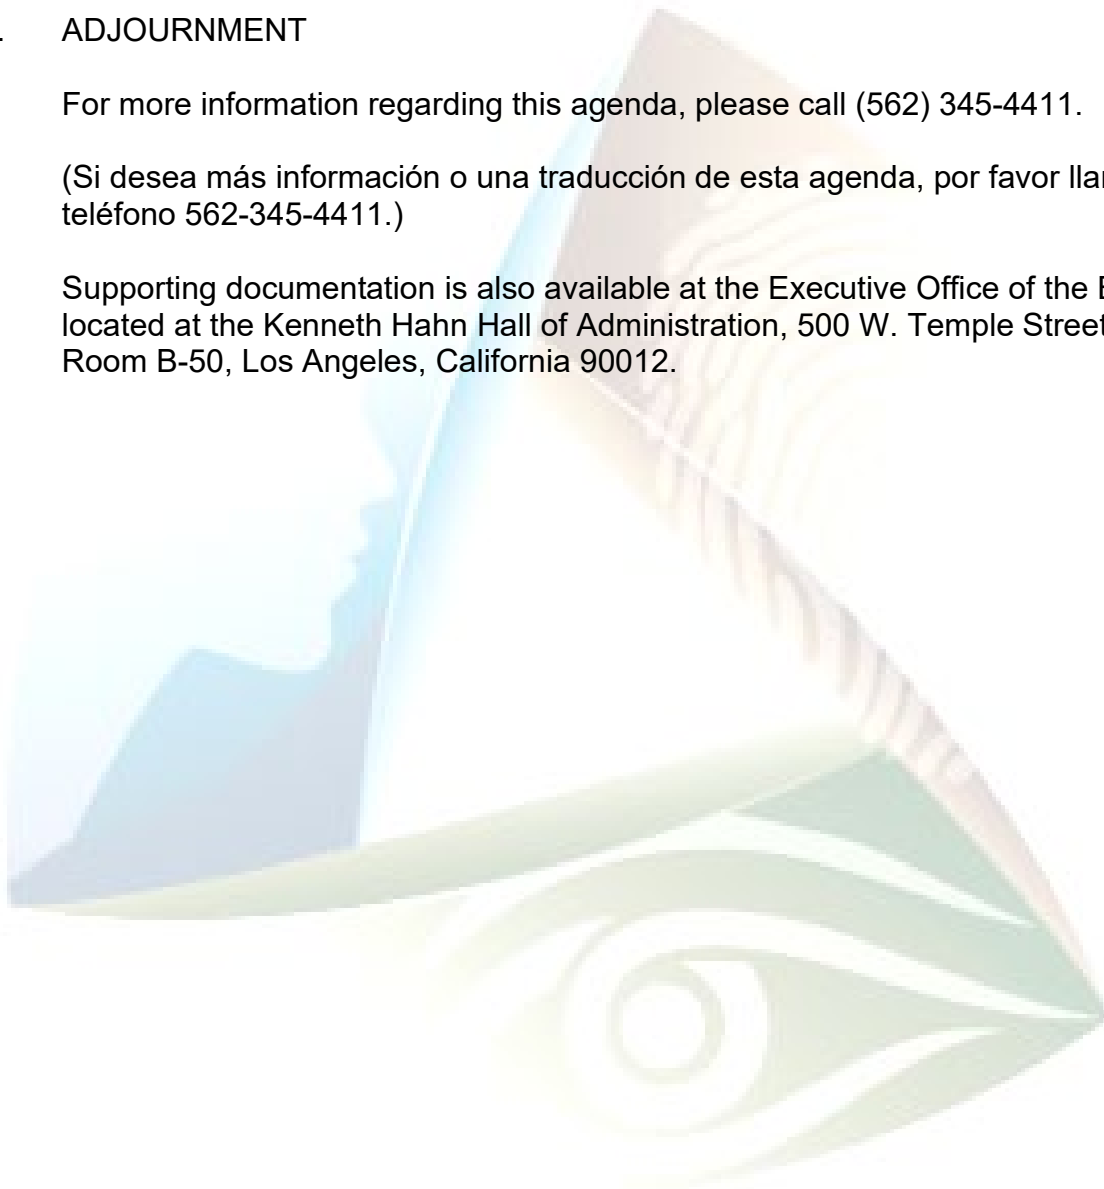 . ADJOURNMENT
For more information regarding this agenda, please call (562) 345-4411.
(Si desea más información o una traducción de esta agenda, por favor
teléfono 562-345-4411.)
Supporting documentation is also available at the Executive Office of the
located at the Kenneth Hahn Hall of Administration, 500 W. Temple Street
Room B-50, Los Angeles, California 90012.